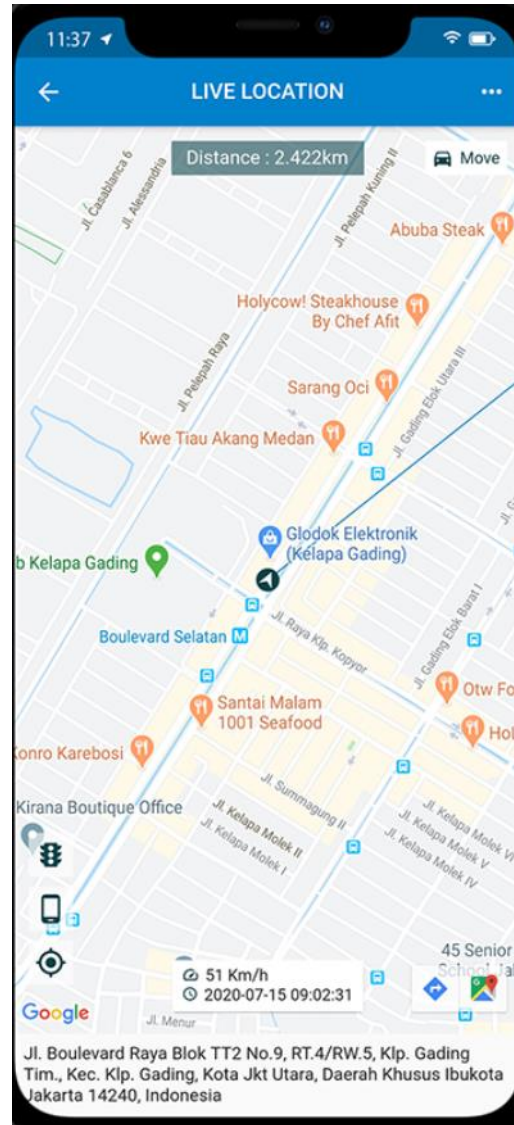 11:37
LIVE LOCATION
Distance : 2.422km
Move
Jl. Casablanca 6
Jl. Alessandria
Jl. Pelepah Kuning II
Abuba Steak
Holycow! Steakhouse
By Chef Afit
Jl. Pelepah Raya
Sarang Oci
Jl. Gading Elok Utara III
Kwe Tiau Akang Medan
Glodok Elektronik
(Kelapa Gading)
b Kelapa Gading
Jl. Raya Klp. Kopyor
Jl. Gading Elok Barat I
Boulevard Selatan
M
Santai Malam
1001 Seafood
Otw Fo
Hol
Konro Karebosi
Jl. Summagung II
Kirana Boutique Office
Jl. Kelapa Molek II
Jl. Kelapa Molek I
Jl. Kelapa Molek VI
Jl. Kelapa Molek V
Jl. Kelapa Molek IV
45 Senior
School Ja
51 Km/h
2020-07-15 09:02:31
Google
Jl. Menur
Jl. Boulevard Raya Blok TT2 No.9, RT.4/RW.5, Klp. Gading
Tim., Kec. Klp. Gading, Kota Jkt Utara, Daerah Khusus Ibukota
Jakarta 14240, Indonesia